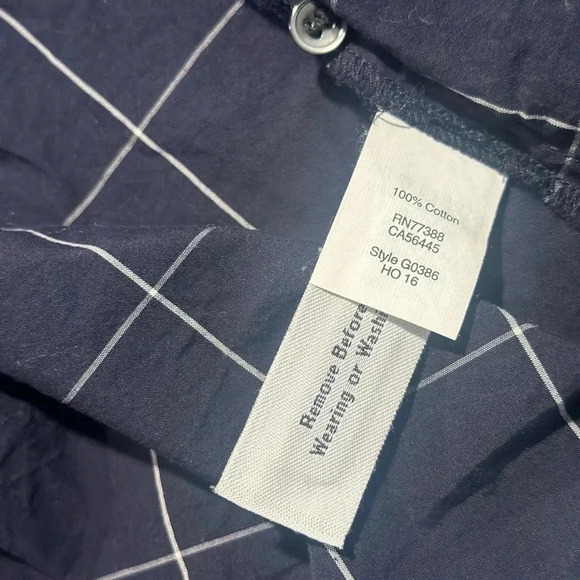 100% Cotton
RN77388
CA56445
Style G0386
HO 16
Remove Before
Wearing or Washi